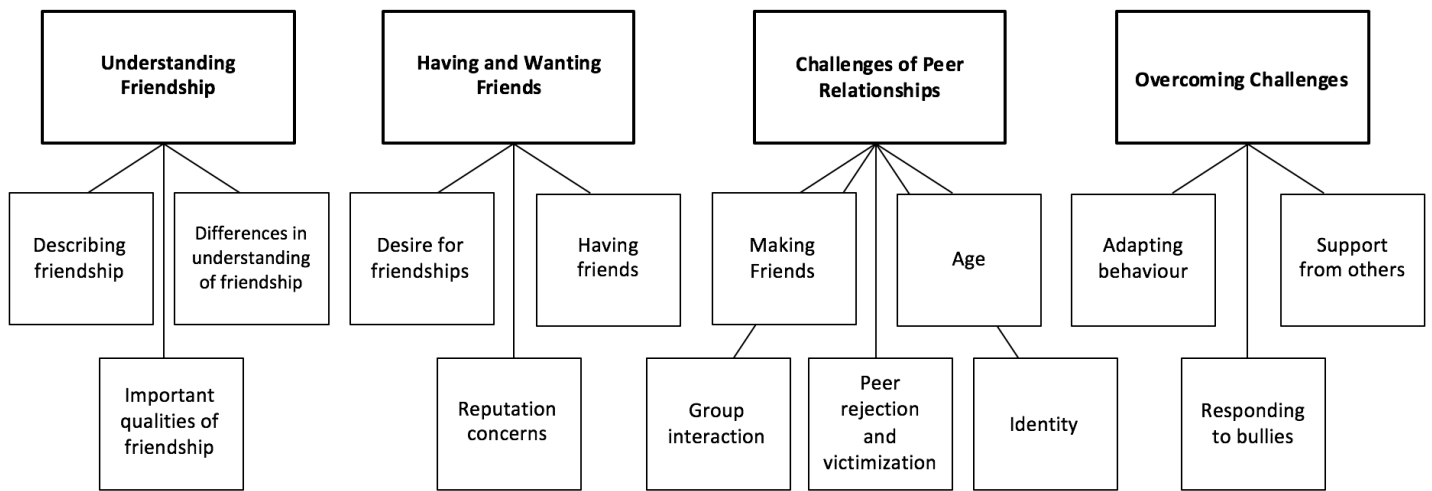 Understanding
Friendship
Having and Wanting
Friends
Challenges of Peer
Relationships
Overcoming Challenges
Describing
friendship
Differences in
understanding
of friendship
Desire for
friendships
Having
friends
Making
Friends
Age
Adapting
behaviour
Support
from others
Important
qualities of
friendship
Reputation
concerns
Group
interaction
Peer
rejection
and
victimization
Identity
Responding
to bullies